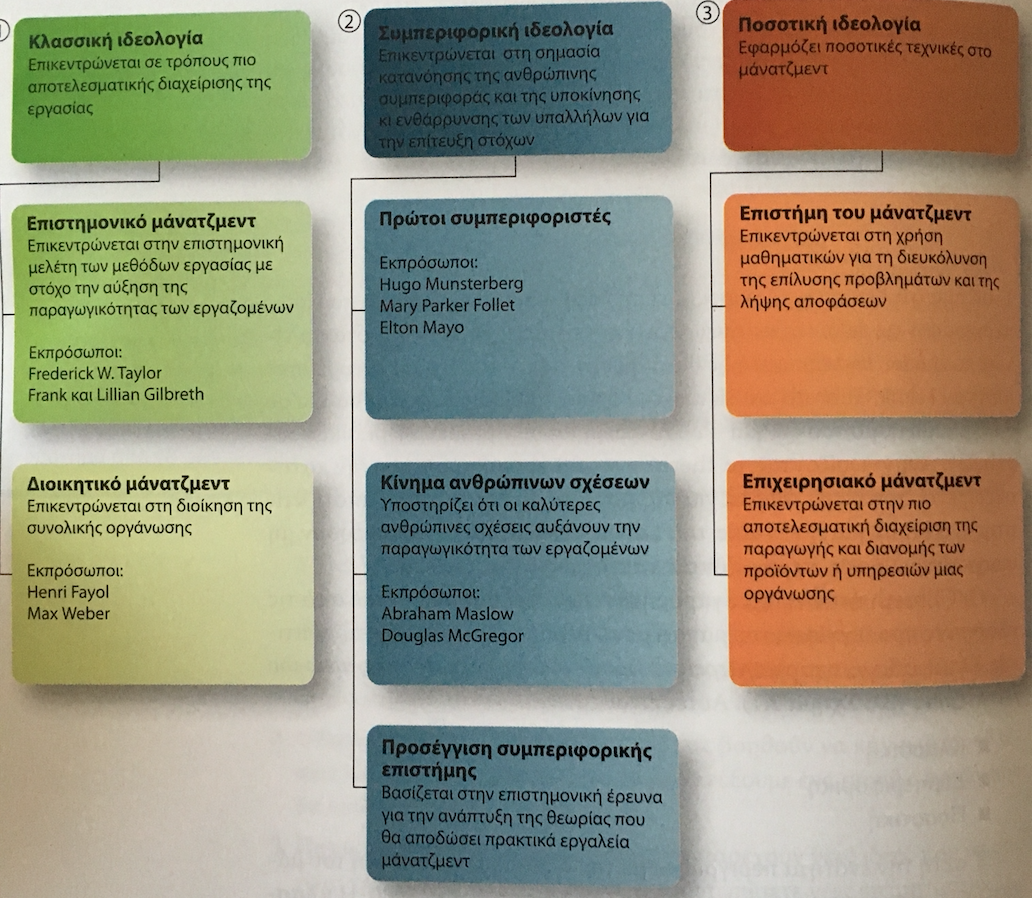 Κλασσική ιδεολογία
Επικεντρώνεται σε τρόπους πιο
αποτελεσματικής διαχείρισης της
εργασίας
Επιστημονικό μάνατζμεντ
Επικεντρώνεται στην επιστημονική
μελέτη των μεθόδων εργασίας με
στόχο την αύξηση της
παραγωγικότητας των εργαζομένων
Εκπρόσωποι:
Frederick W. Taylor
Frank και Lillian Gilbreth
Διοικητικό μάνατζμεντ
Επικεντρώνεται στη διοίκηση της
συνολικής οργάνωσης
Εκπρόσωποι:
Henri Fayol
Max Weber
2
Συμπεριφορική ιδεολογία
Επικεντρώνεται στη σημασία
κατανόησης της ανθρώπινης
συμπεριφοράς και της υποκίνησης
κι ενθάρρυνσης των υπαλλήλων για
την επίτευξη στόχων
Πρώτοι συμπεριφοριστές
Εκπρόσωποι:
Hugo Munsterberg
Mary Parker Follet
Elton Mayo
Κίνημα ανθρώπινων σχέσεων
Υποστηρίζει ότι οι καλύτερες
ανθρώπινες σχέσεις αυξάνουν την
παραγωγικότητα των εργαζομένων
Εκπρόσωποι:
Abraham Maslow
Douglas McGregor
Προσέγγιση συμπεριφορικής
επιστήμης
Βασίζεται στην επιστημονική έρευνα
για την ανάπτυξη της θεωρίας που
θα αποδώσει πρακτικά εργαλεία
μάνατζμεντ
3
Ποσοτική ιδεολογία
Εφαρμόζει ποσοτικές τεχνικές στο
μάνατζμεντ
Επιστήμη του μάνατζμεντ
Επικεντρώνεται στη χρήση
μαθηματικών για τη διευκόλυνση
της επίλυσης προβλημάτων και της
λήψης αποφάσεων
Επιχειρησιακό μάνατζμεντ
Επικεντρώνεται στην πιο
αποτελεσματική διαχείριση της
παραγωγής και διανομής των
προϊόντων ή υπηρεσιών μιας
οργάνωσης